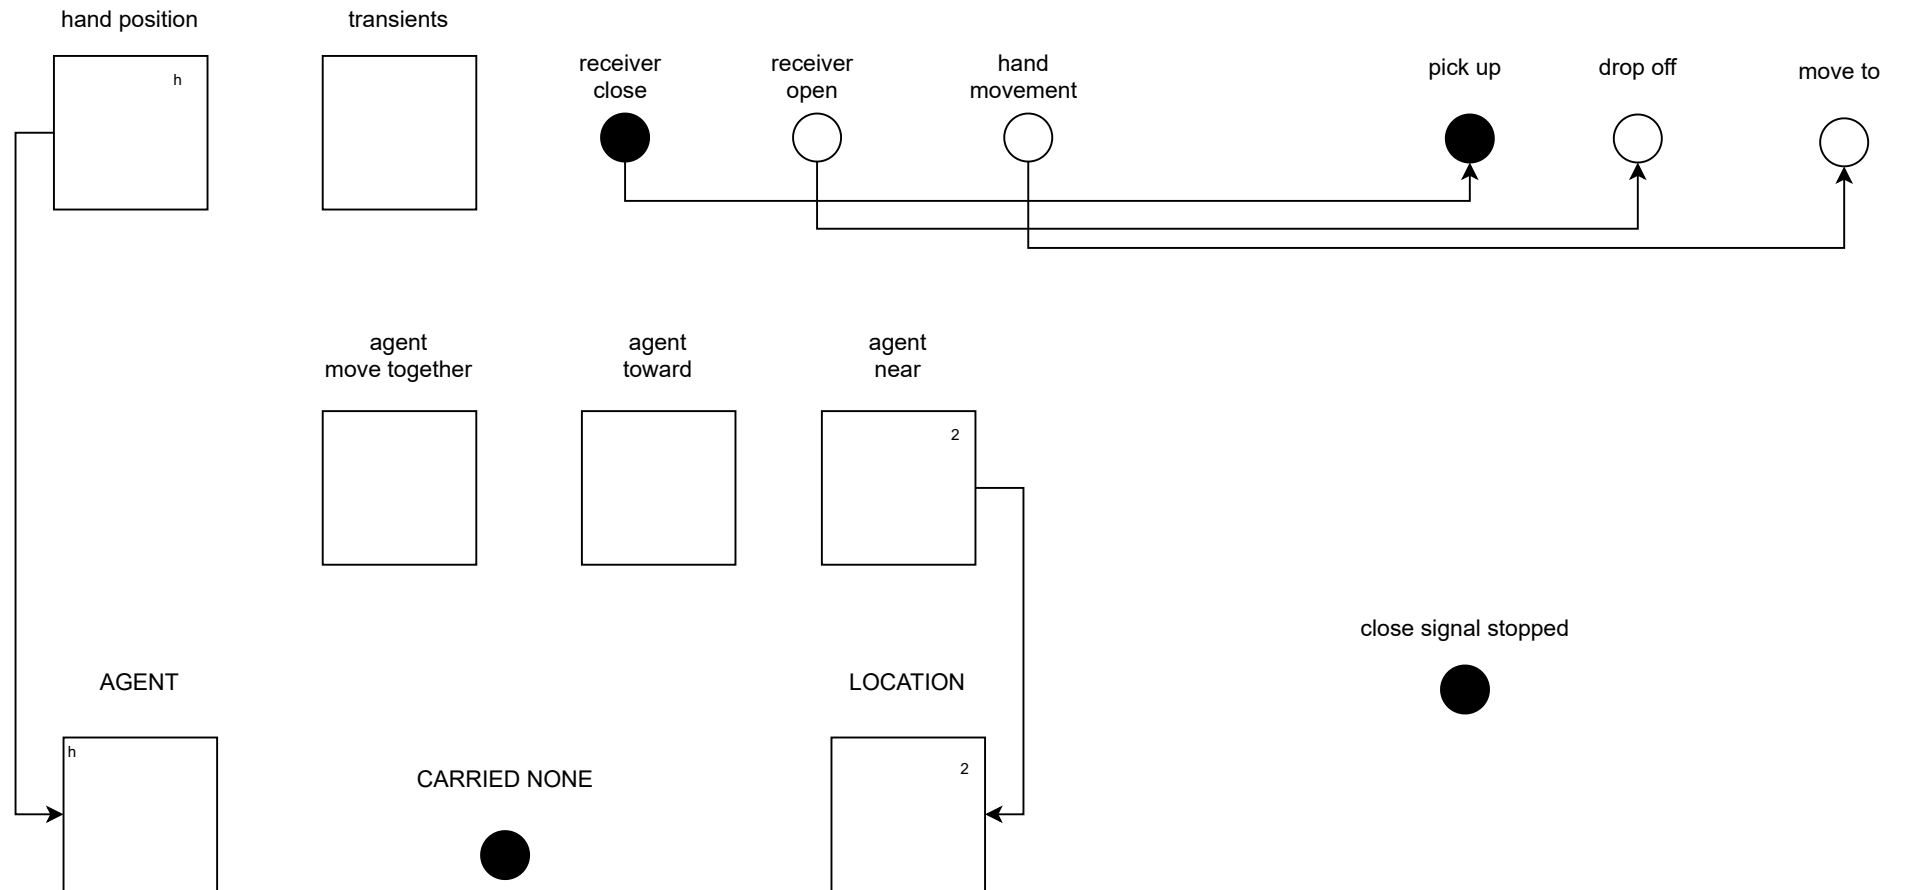 hand position
transients
receiver
close
receiver
open
hand
movement
pick up
drop off
move to
h
agent
move together
agent
toward
agent
near
2
close signal stopped
AGENT
LOCATION
h
CARRIED NONE
2